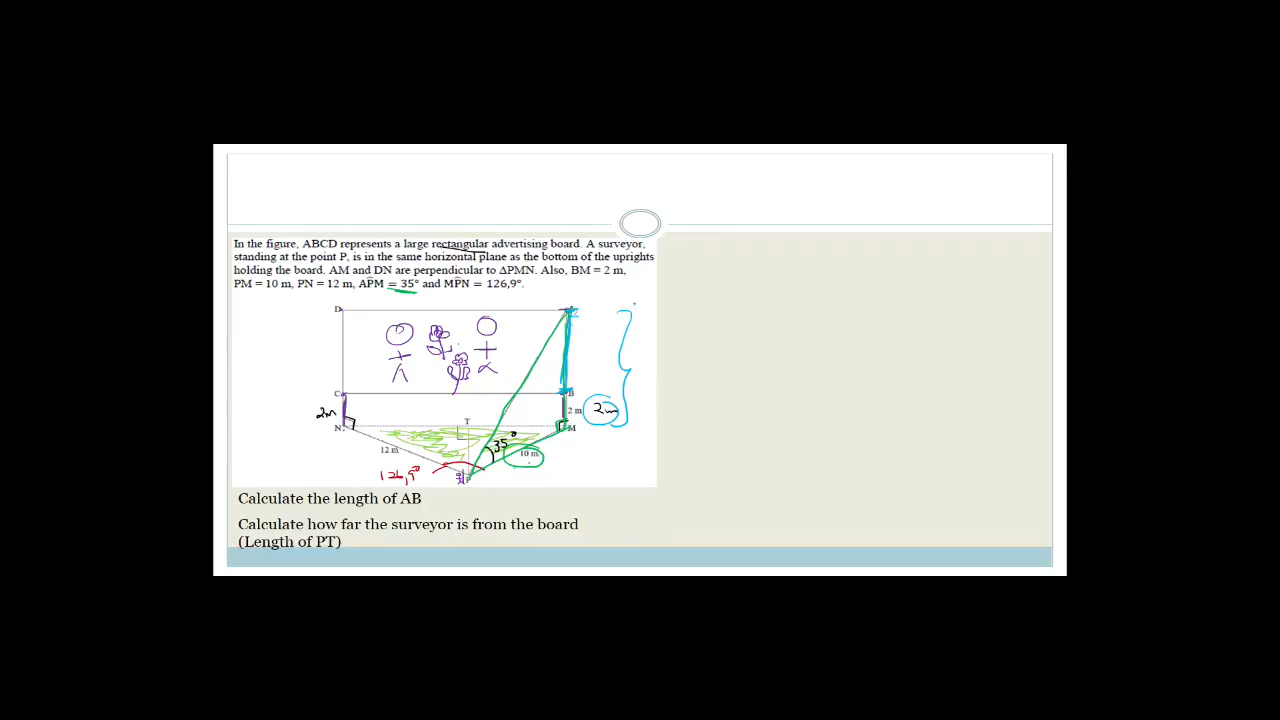 In the figure, ABCD represents a large rectangular advertising board. A surveyor,
standing at the point P, is in the same horizontal plane as the bottom of the uprights
holding the board. AM and DN are perpendicular to ΔPMN. Also, BM = 2 m,
PM = 10 m, PN = 12 m, AP̂M = 35° and MP̂N = 126,9°.
D
C
B
2m
2 m
2m
N
T
M
35°
12 m
10 m
126,9°
P
Calculate the length of AB
Calculate how far the surveyor is from the board
(Length of PT)